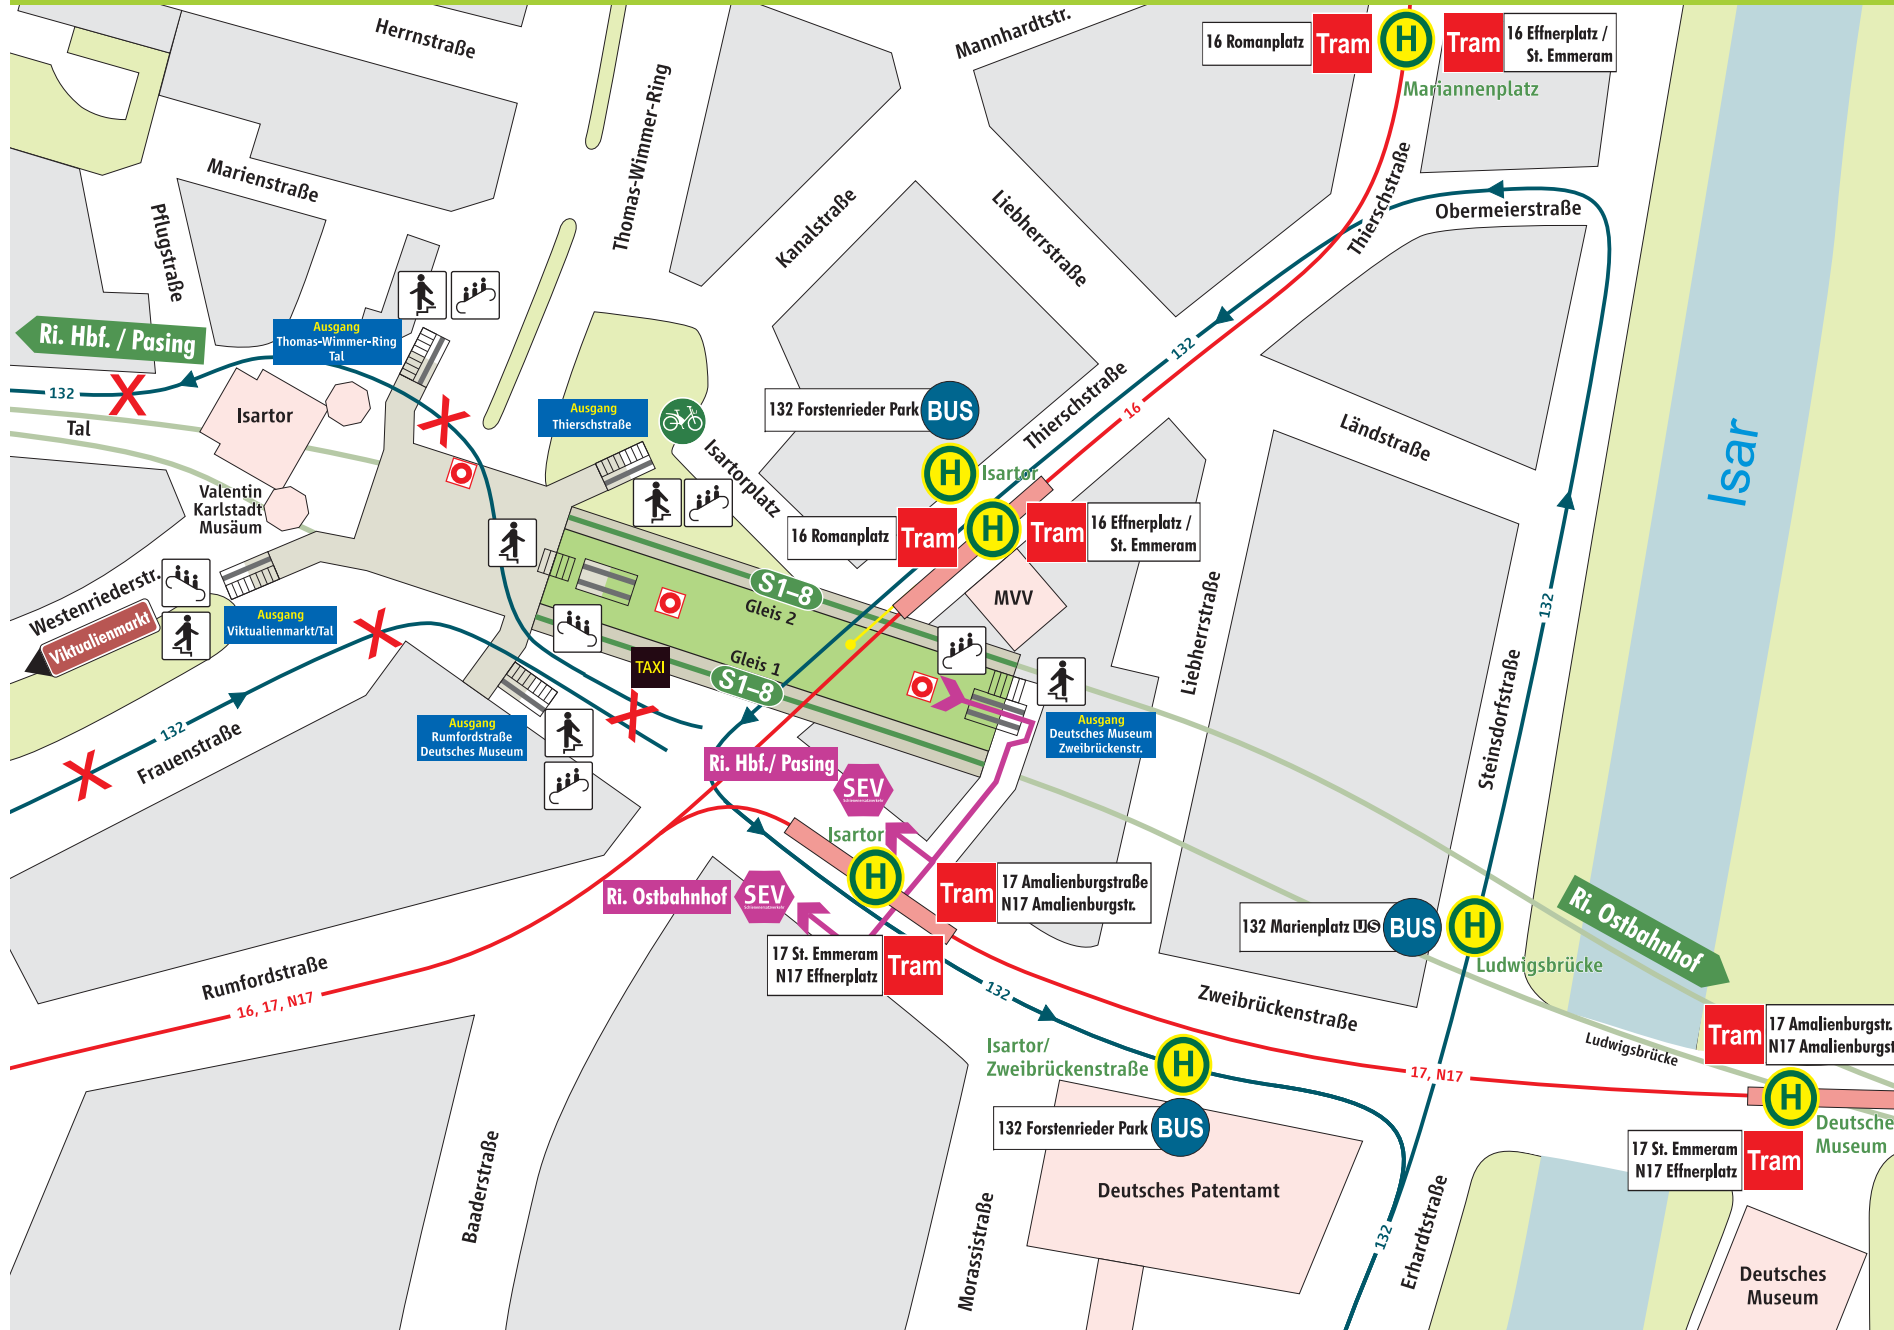 Herrnstraße
Mannhardtstr.
16 Romanplatz
Tram
H
Tram
16 Effnerplatz /
St. Emmeram
Mariannenplatz
Marienstraße
Pflugstraße
Thomas-Wimmer-Ring
Kanalstraße
Liebherrstraße
Thierschstraße
Obermeierstraße
Ri. Hbf. / Pasing
Ausgang
Thomas-Wimmer-Ring
Tal
132
132
Isartor
Tal
Ausgang
Thierschstraße
Isartorplatz
132 Forstenrieder Park
BUS
H
Isartor
Thierschstraße
16
Ländstraße
Isar
Valentin
Karlstadt
Musäum
16 Romanplatz
Tram
H
Tram
16 Effnerplatz /
St. Emmeram
Westenriederstr.
Viktualienmarkt
Ausgang
Viktualienmarkt/Tal
S1–8
Gleis 2
MVV
Liebherrstraße
132
Gleis 1
S1–8
TAXI
132
Frauenstraße
Ausgang
Rumfordstraße
Deutsches Museum
Ausgang
Deutsches Museum
Zweibrückenstr.
Steinsdorfstraße
Ri. Hbf./ Pasing
SEV
Schienenersatzverkehr
Isartor
H
Tram
17 Amalienburgstraße
N17 Amalienburgstr.
Ri. Ostbahnhof
SEV
Schienenersatzverkehr
17 St. Emmeram
N17 Effnerplatz
Tram
132 Marienplatz U S
BUS
H
Ludwigsbrücke
Ri. Ostbahnhof
Rumfordstraße
16, 17, N17
132
Zweibrückenstraße
Isartor/
Zweibrückenstraße
H
132 Forstenrieder Park
BUS
17, N17
Ludwigsbrücke
Tram
17 Amalienburgstr.
N17 Amalienburgst
H
Deutsche
Museum
17 St. Emmeram
N17 Effnerplatz
Tram
Baaderstraße
Morassistraße
Deutsches Patentamt
132
Erhardtstraße
Deutsches
Museum